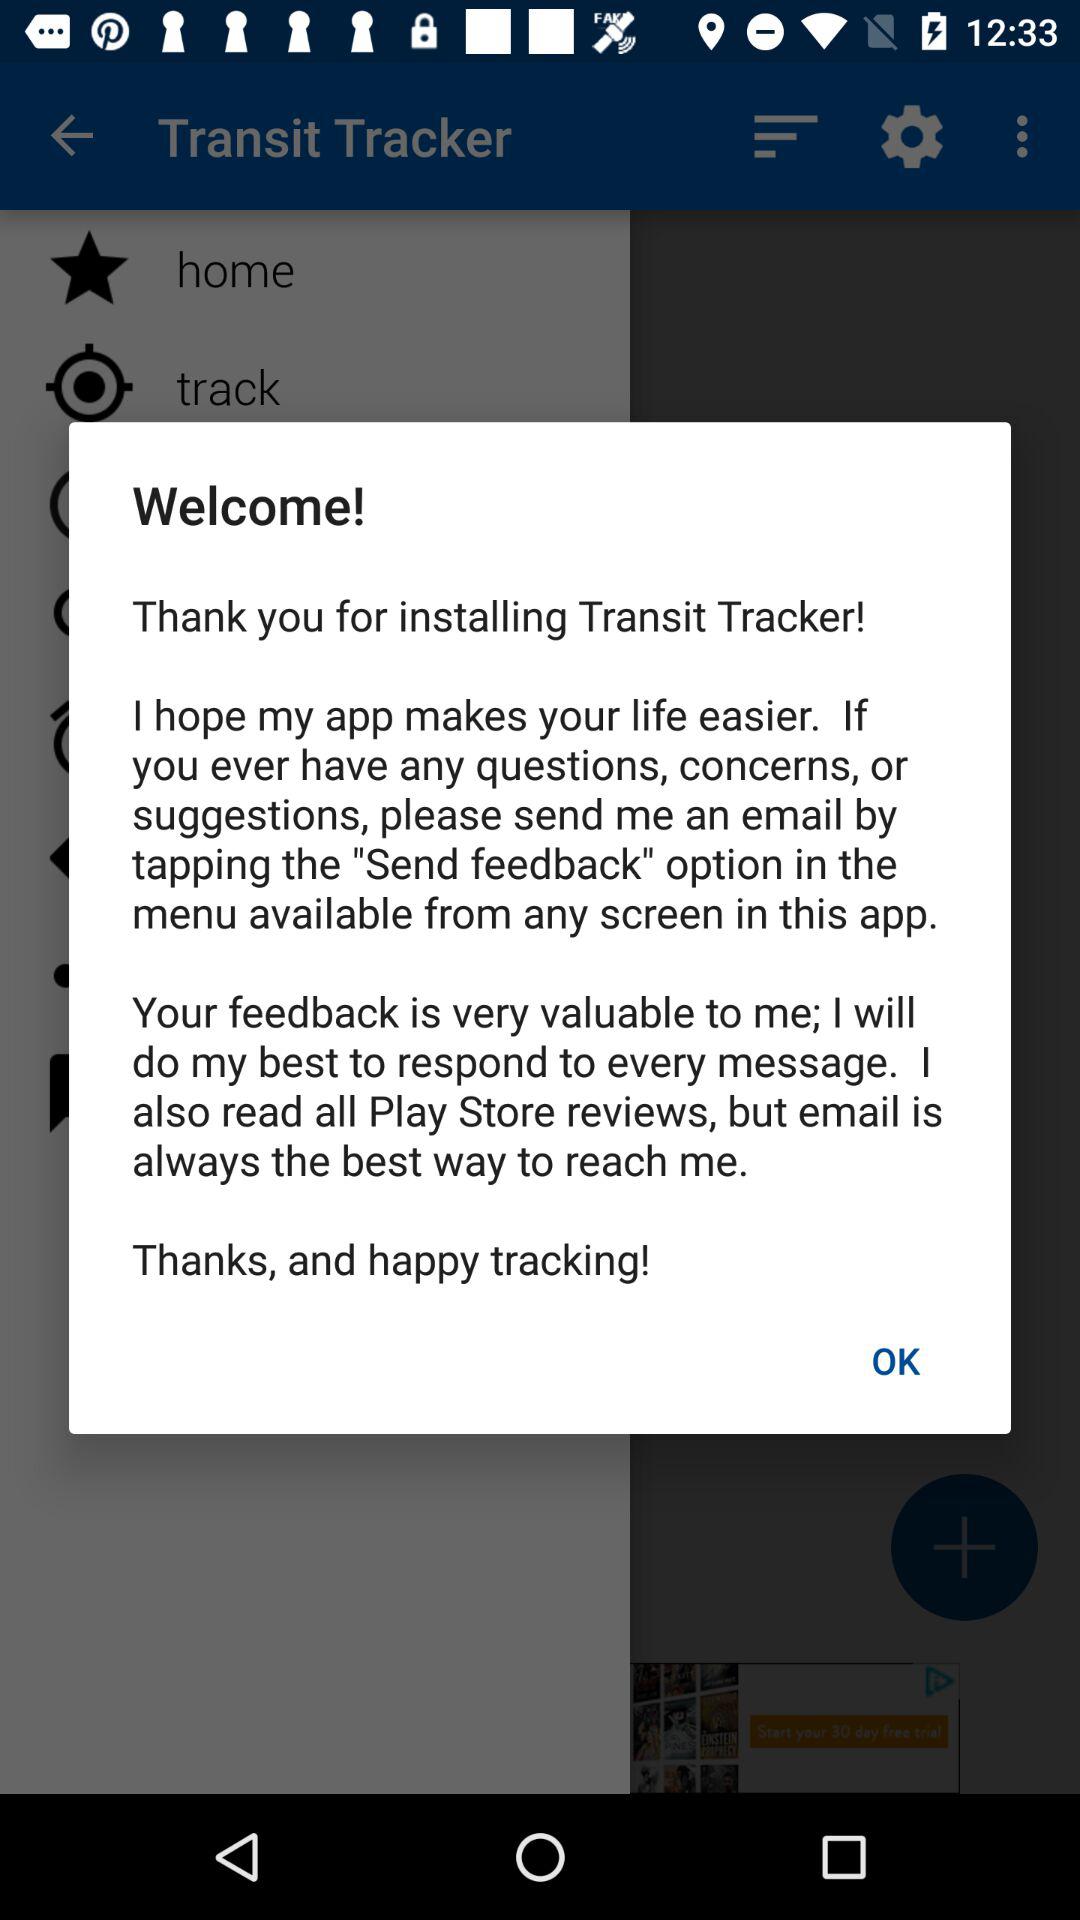 FAKE
12:33
Transit Tracker
home
track
Welcome!
Thank you for installing Transit Tracker!
I hope my app makes your life easier.  If
you ever have any questions, concerns, or
suggestions, please send me an email by
tapping the "Send feedback" option in the
menu available from any screen in this app.
Your feedback is very valuable to me; I will
do my best to respond to every message.  I
also read all Play Store reviews, but email is
always the best way to reach me.
Thanks, and happy tracking!
OK
Start your 30 day free trial